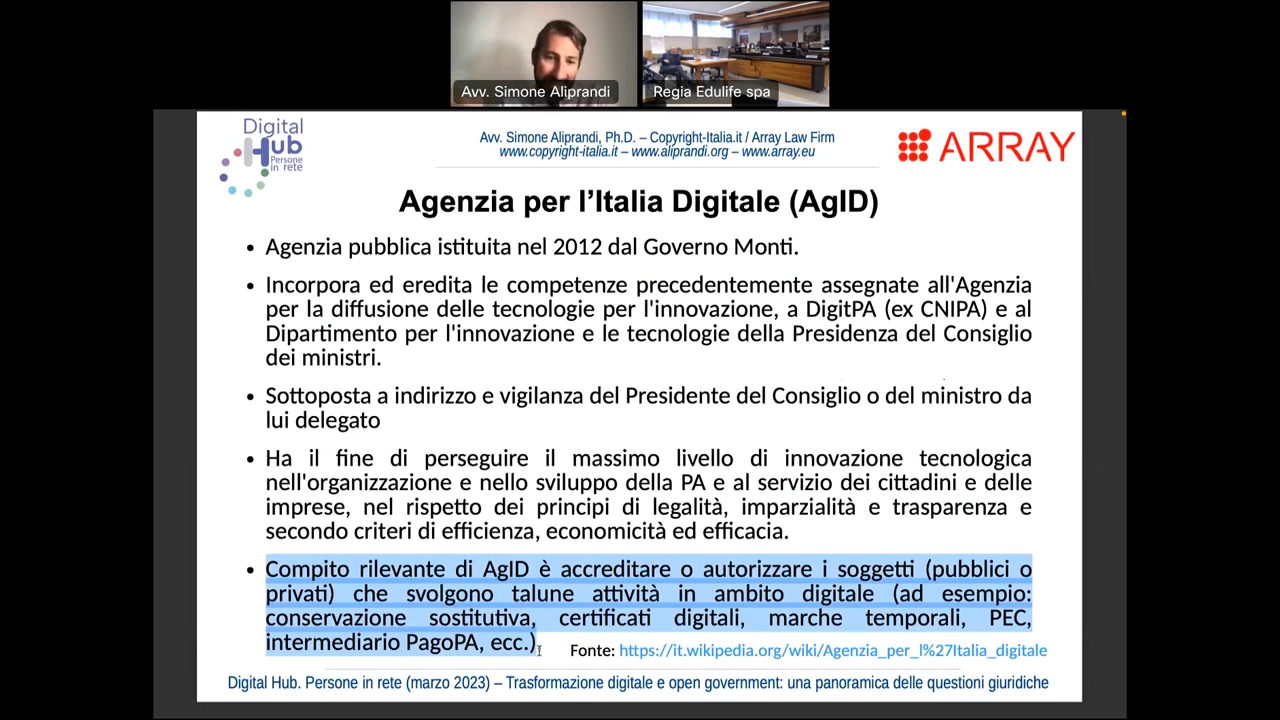 Avv. Simone Aliprandi
Regia Edulife spa
Digital
Hub
Persone
in rete
Avv. Simone Aliprandi, Ph.D. – Copyright-Italia.it / Array Law Firm
www.copyright-italia.it – www.aliprandi.org – www.array.eu
ARRAY
Agenzia per l’Italia Digitale (AgID)
• Agenzia pubblica istituita nel 2012 dal Governo Monti.
• Incorpora ed eredita le competenze precedentemente assegnate all'Agenzia
per la diffusione delle tecnologie per l'innovazione, a DigitPA (ex CNIPA) e al
Dipartimento per l'innovazione e le tecnologie della Presidenza del Consiglio
dei ministri.
• Sottoposta a indirizzo e vigilanza del Presidente del Consiglio o del ministro da
lui delegato
• Ha il fine di perseguire il massimo livello di innovazione tecnologica
nell'organizzazione e nello sviluppo della PA e al servizio dei cittadini e delle
imprese, nel rispetto dei principi di legalità, imparzialità e trasparenza e
secondo criteri di efficienza, economicità ed efficacia.
• Compito rilevante di AgID è accreditare o autorizzare i soggetti (pubblici o
privati) che svolgono talune attività in ambito digitale (ad esempio:
conservazione sostitutiva, certificati digitali, marche temporali, PEC,
intermediario PagoPA, ecc.)
Fonte: https://it.wikipedia.org/wiki/Agenzia_per_l%27Italia_digitale
Digital Hub. Persone in rete (marzo 2023) – Trasformazione digitale e open government: una panoramica delle questioni giuridiche